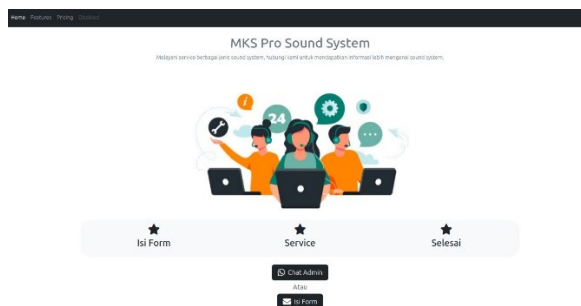 Home Features Pricing Disabled
MKS Pro Sound System
Melayani service berbagai jenis sound system, hubungi kami untuk mendapatkan informasi lebih mengenai sound system.
i
24
Isi Form Service Selesai
Chat Admin
Atau
Isi Form